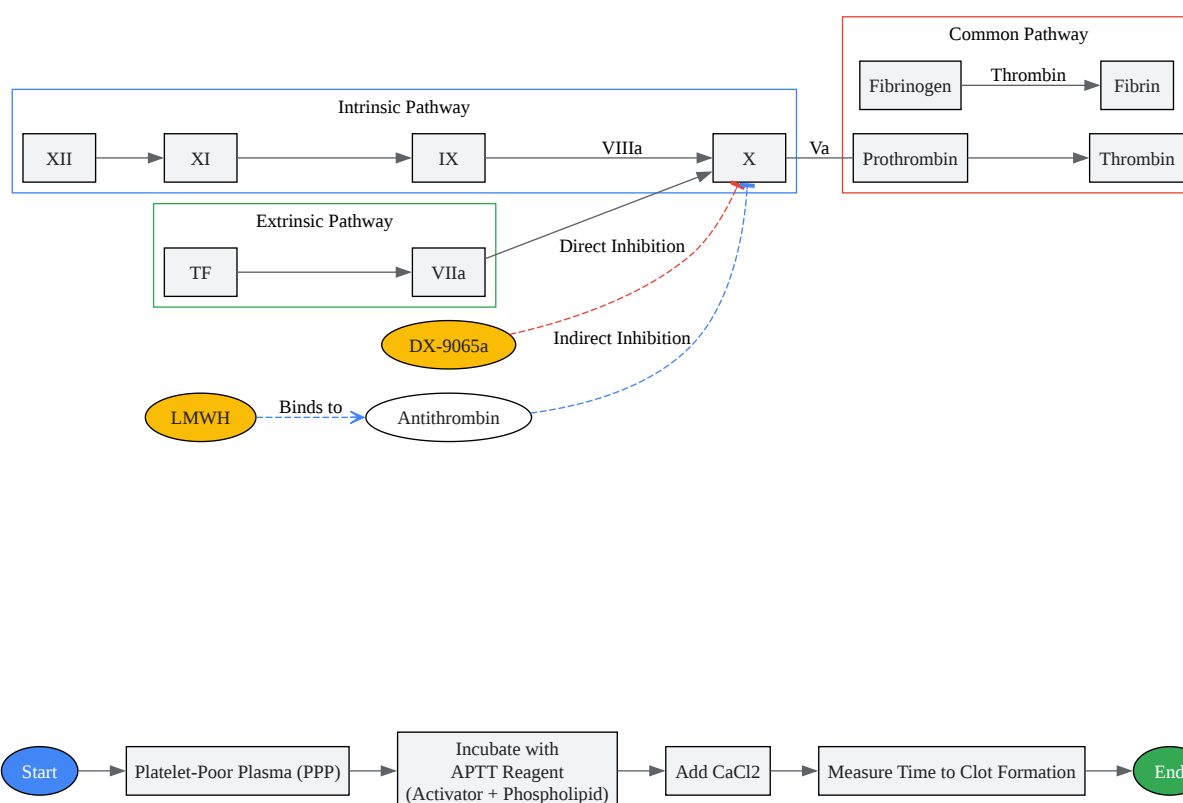 Common Pathway
Fibrinogen
Thrombin
Fibrin
Intrinsic Pathway
XII
XI
IX
VIIIa
X
Va
Prothrombin
Thrombin
Extrinsic Pathway
TF
VIIa
Direct Inhibition
DX-9065a
Indirect Inhibition
LMWH
Binds to
Antithrombin
Start
Platelet-Poor Plasma (PPP)
Incubate with
APTT Reagent
(Activator + Phospholipid)
Add CaCl2
Measure Time to Clot Formation
End